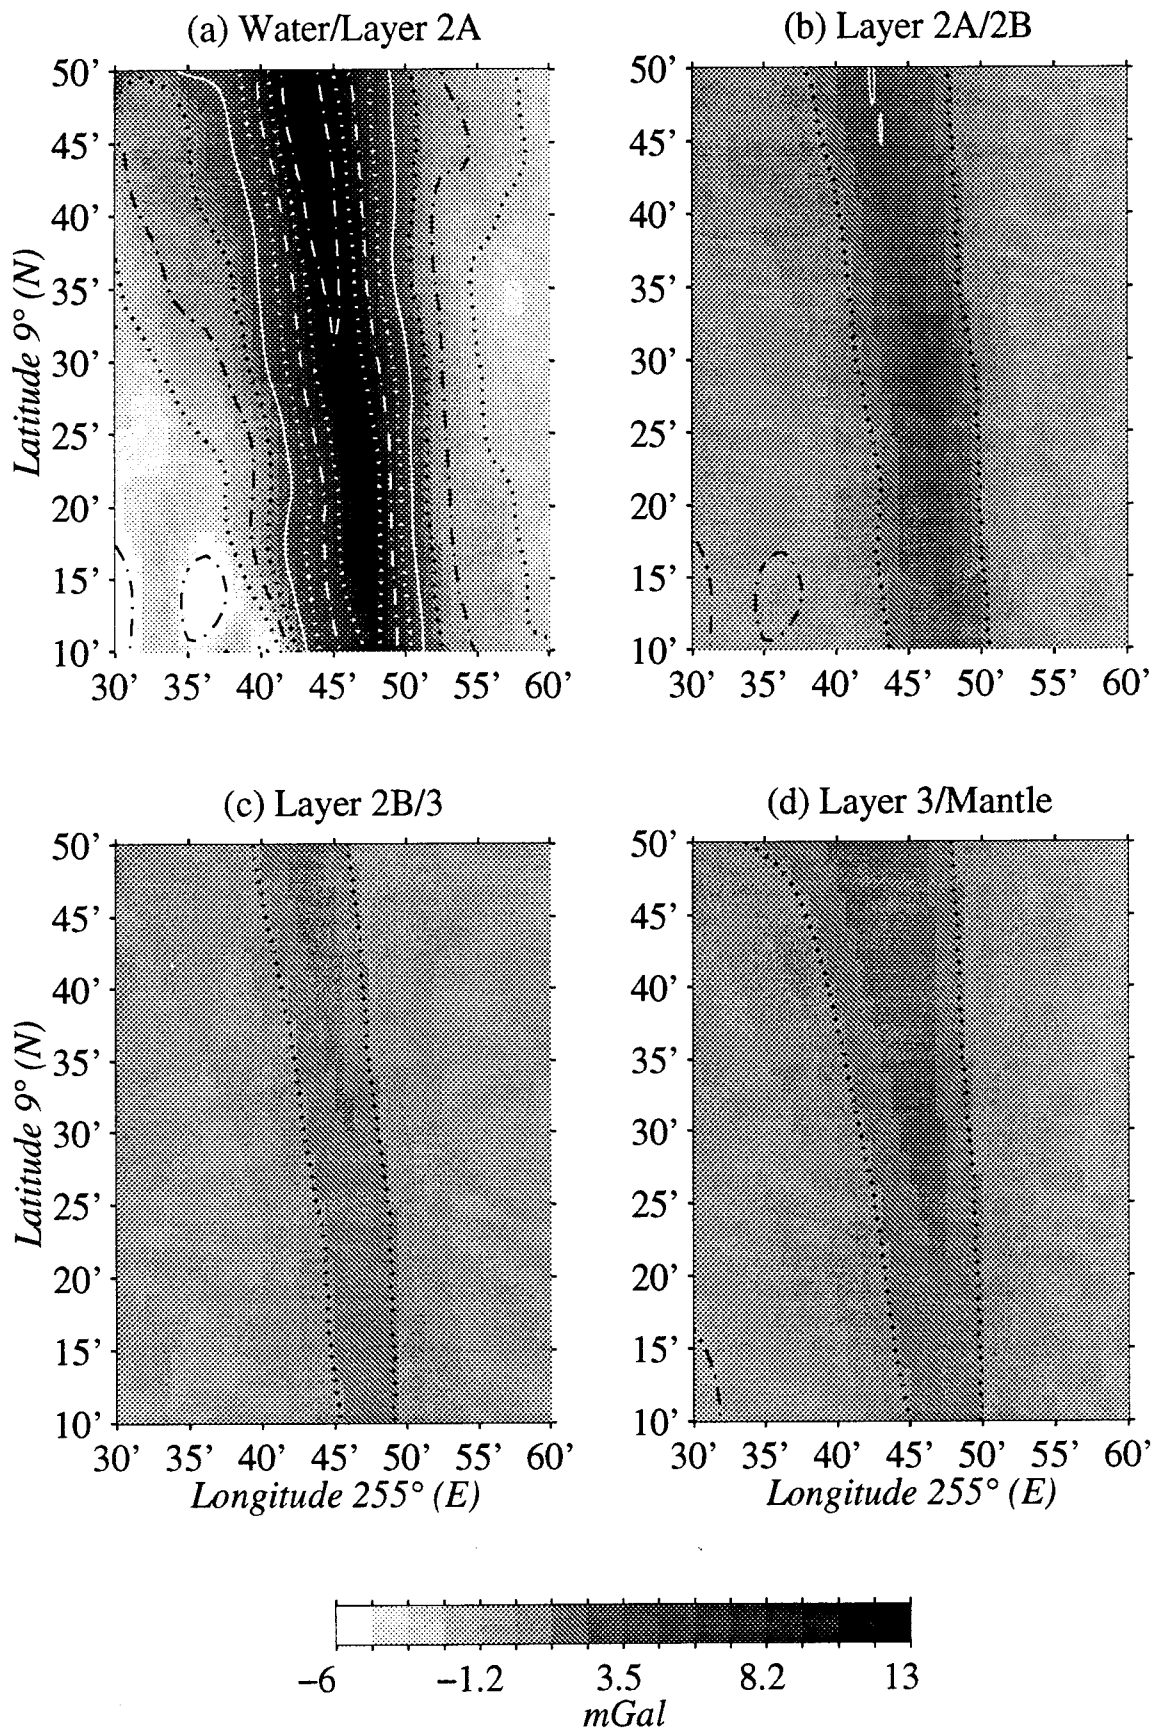 (a) Water/Layer 2A
(b) Layer 2A/2B
50’ 50’
45’ 45’
40’ 40’
35’ 35’
30’ 30’
25’ 25’
20’ 20’
15’ 15’
10’ 10’
Latitude 9° (N)
30’ 35’ 40’ 45’ 50’ 55’ 60’
30’ 35’ 40’ 45’ 50’ 55’ 60’
(c) Layer 2B/3
(d) Layer 3/Mantle
50’ 50’
45’ 45’
40’ 40’
35’ 35’
30’ 30’
25’ 25’
20’ 20’
15’ 15’
10’ 10’
Latitude 9° (N)
30’ 35’ 40’ 45’ 50’ 55’ 60’
30’ 35’ 40’ 45’ 50’ 55’ 60’
Longitude 255° (E)
Longitude 255° (E)
−6 −1.2 3.5 8.2 13
mGal